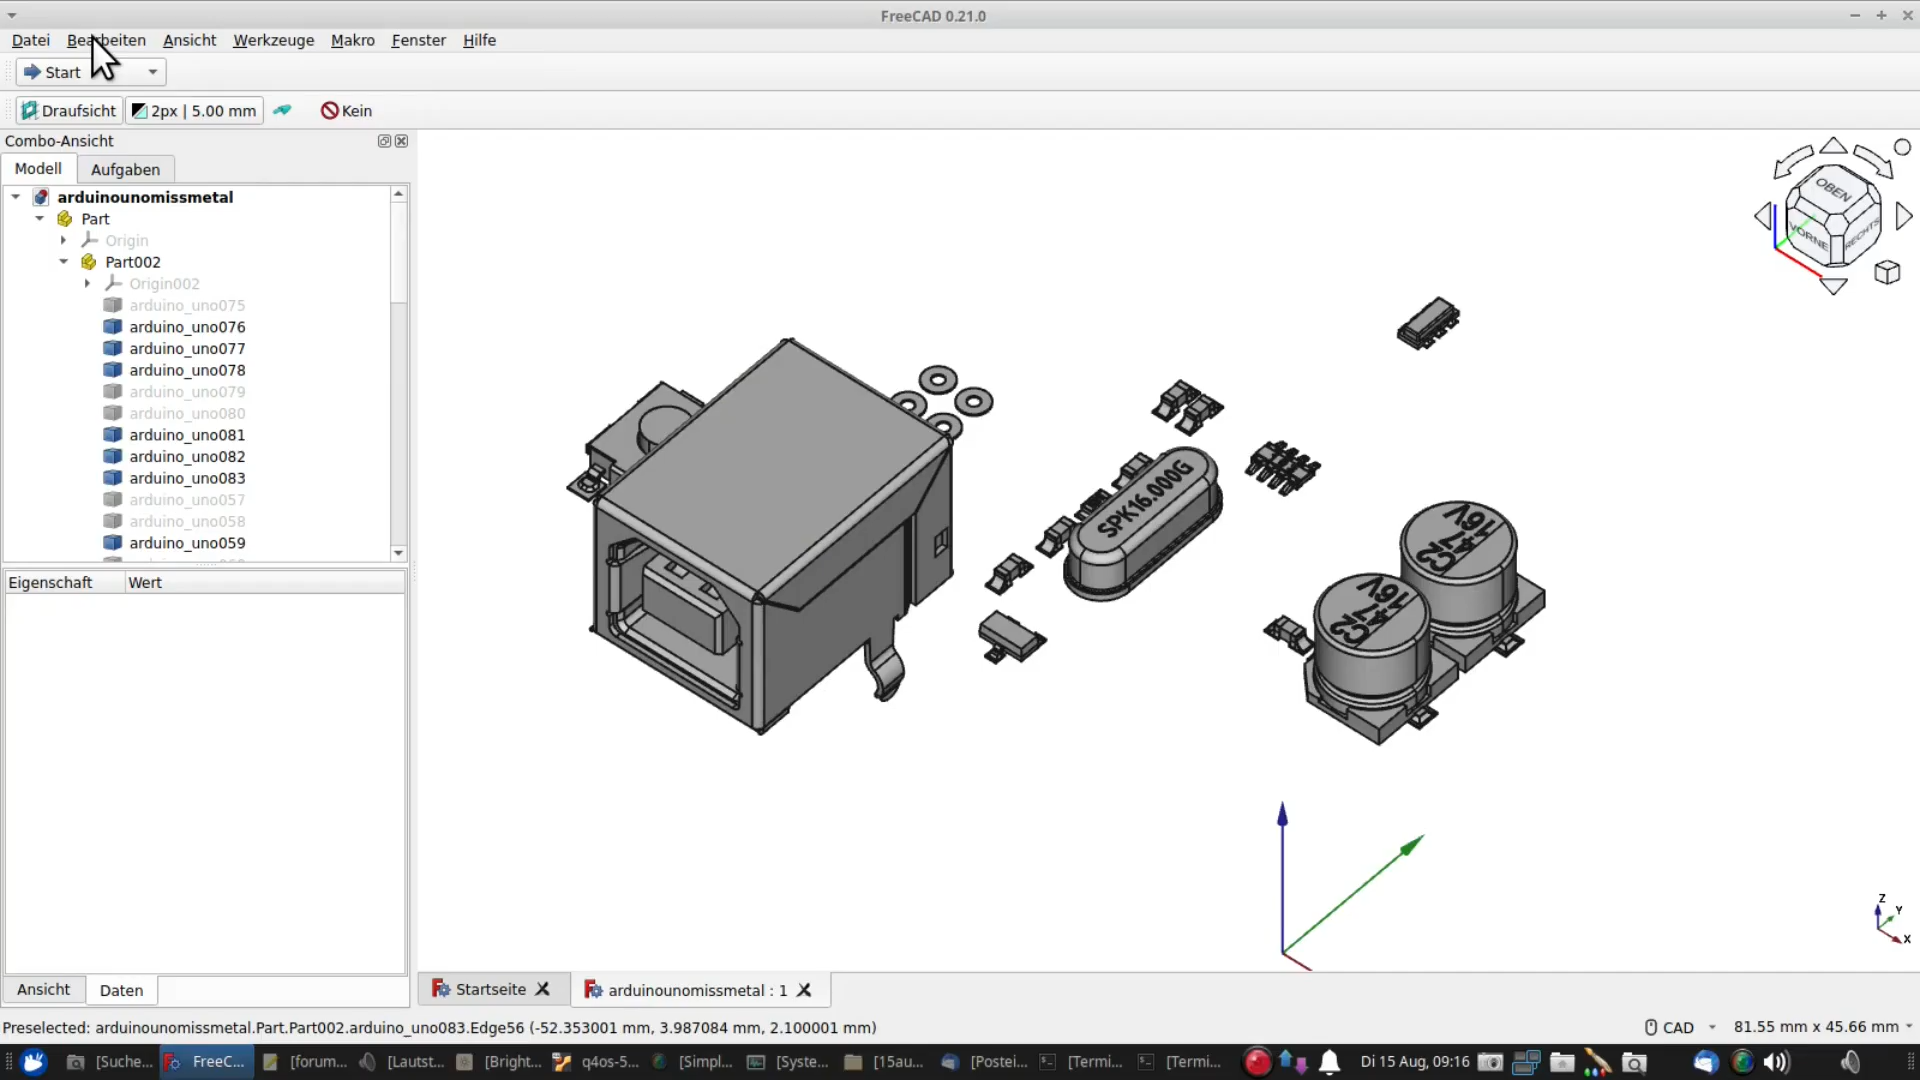 FreeCAD 0.21.0
Datei Bearbeiten Ansicht Werkzeuge Makro Fenster Hilfe
Start
Draufsicht 2px | 5.00 mm Kein
Combo-Ansicht
Modell Aufgaben
arduinounomissmetal
Part
Origin
Part002
Origin002
arduino_uno075
arduino_uno076
arduino_uno077
arduino_uno078
arduino_uno079
arduino_uno080
arduino_uno081
arduino_uno082
arduino_uno083
arduino_uno057
arduino_uno058
arduino_uno059
Eigenschaft Wert
OBEN
VORNE
RECHTS
SPK16.000G
C2
47
16V
C2
47
16V
Z
Y
X
Ansicht Daten
Startseite arduinounomissmetal : 1
Preselected: arduinounomissmetal.Part.Part002.arduino_uno083.Edge56 (-52.353001 mm, 3.987084 mm, 2.100001 mm)
CAD 81.55 mm x 45.66 mm
[Suche... FreeC... [forum... [Lautst... [Bright... q4os-5... [Simpl... [Syste... [15au... [Postei... [Termi... [Termi... Di 15 Aug, 09:16